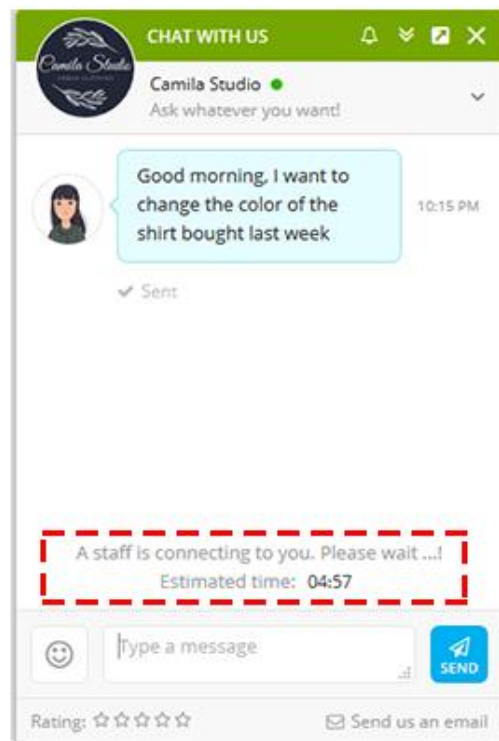 CHAT WITH US
Camila Studio
URBAN CLOTHING
Camila Studio
Ask whatever you want!
Good morning, I want to
change the color of the
shirt bought last week
10:15 PM
Sent
A staff is connecting to you. Please wait ...!
Estimated time: 04:57
Type a message
SEND
Rating:
Send us an email